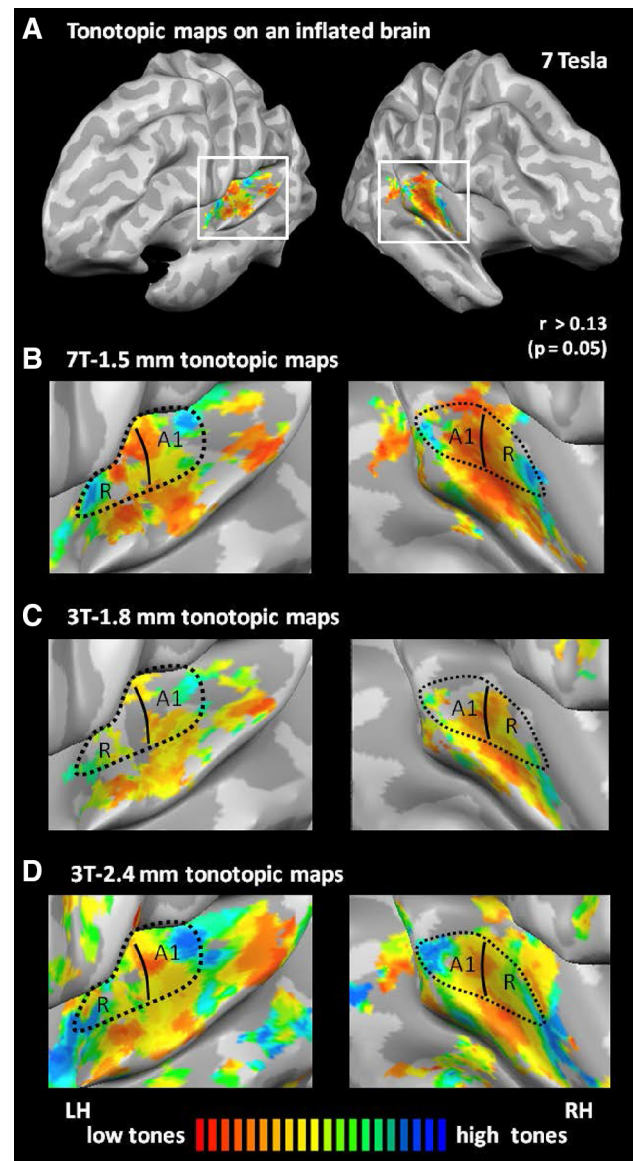 A Tonotopic maps on an inflated brain
7 Tesla
r > 0.13
(p = 0.05)
B 7T-1.5 mm tonotopic maps
A1
R
A1
R
C 3T-1.8 mm tonotopic maps
A1
R
A1
R
D 3T-2.4 mm tonotopic maps
A1
R
A1
R
LH RH
low tones high tones